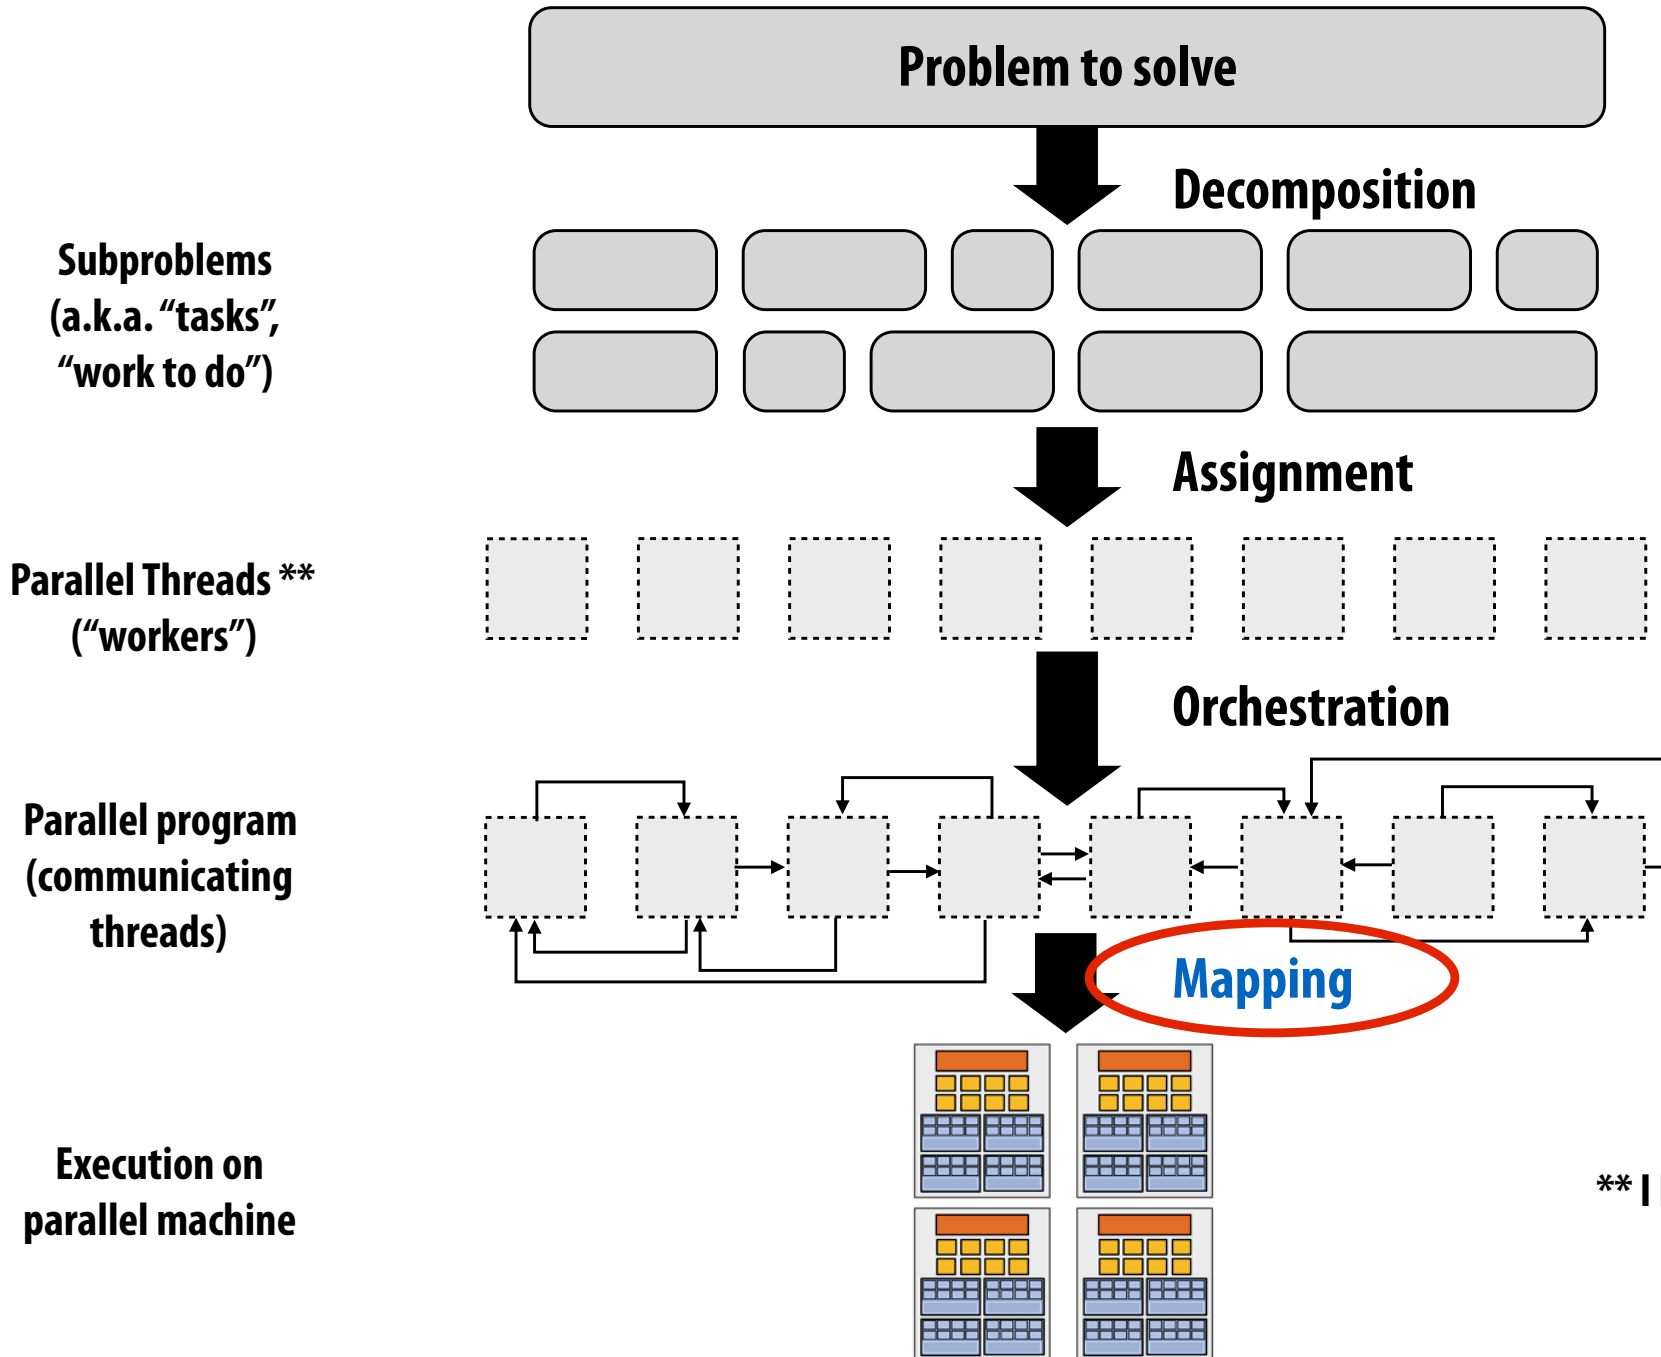 Problem to solve
Decomposition
Subproblems
(a.k.a. “tasks”,
“work to do”)
Assignment
Parallel Threads **
(“workers”)
Orchestration
Parallel program
(communicating
threads)
Mapping
Execution on
parallel machine
** I